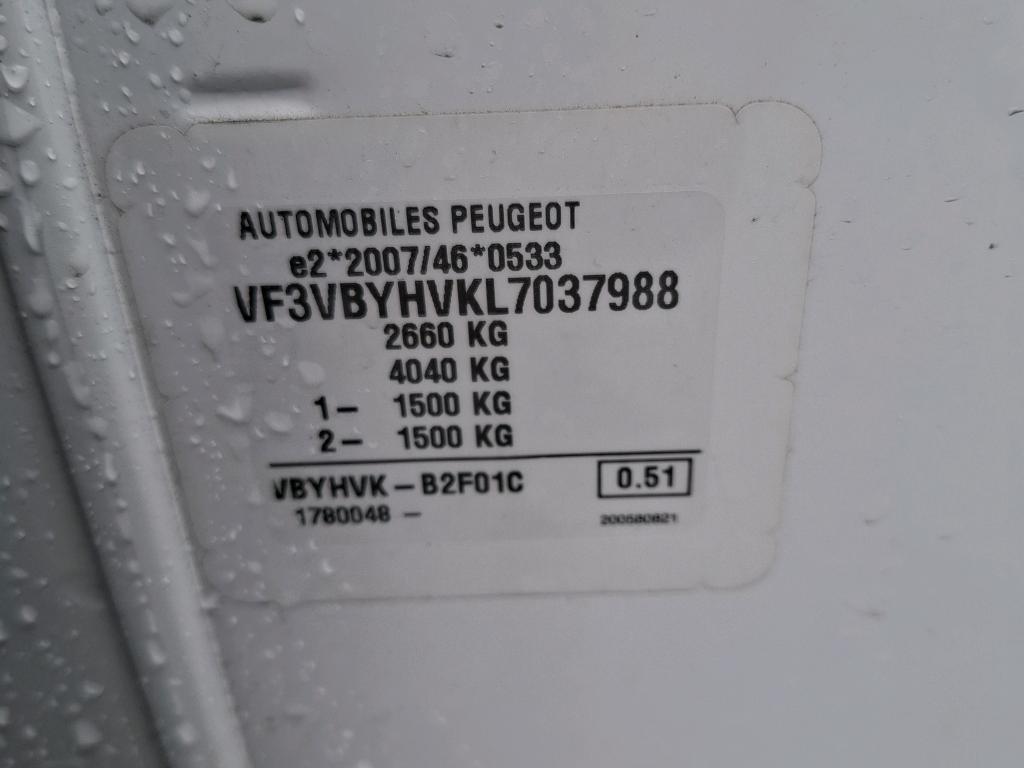 AUTOMOBILES PEUGEOT
e2*2007/46*0533
VF3VBYHVKL7037988
2660 KG
4040 KG
1– 1500 KG
2– 1500 KG
VBYHVK – B2F01C 0.51
1780048 – 200580821